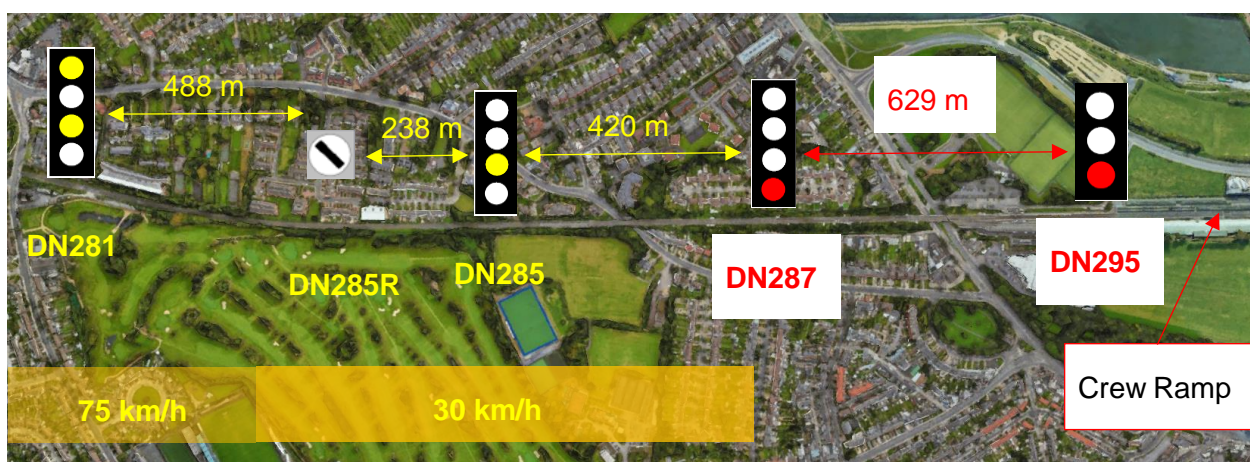 488 m
238 m
420 m
629 m
DN281
DN285R
DN285
DN287
DN295
75 km/h
30 km/h
Crew Ramp